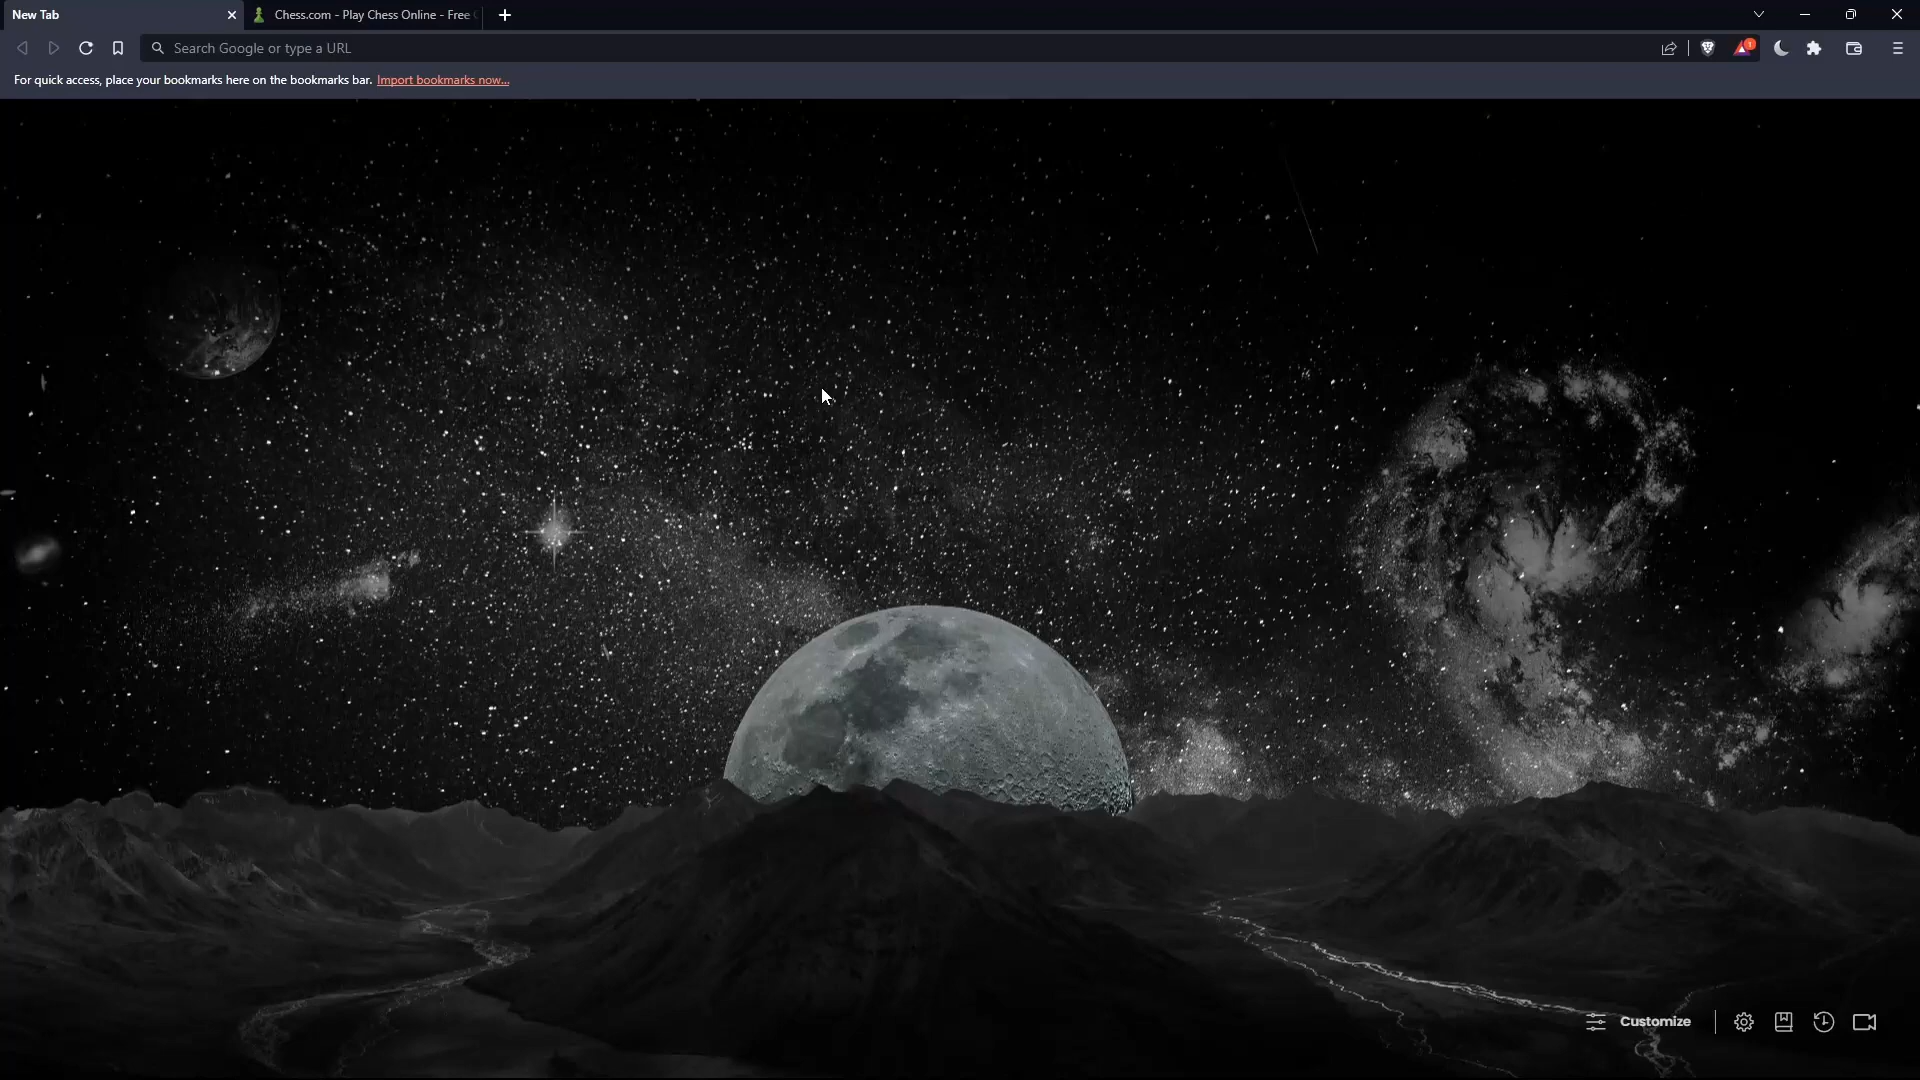 New Tab
Chess.com - Play Chess Online - Free
Search Google or type a URL
1
For quick access, place your bookmarks here on the bookmarks bar. Import bookmarks now...
Customize